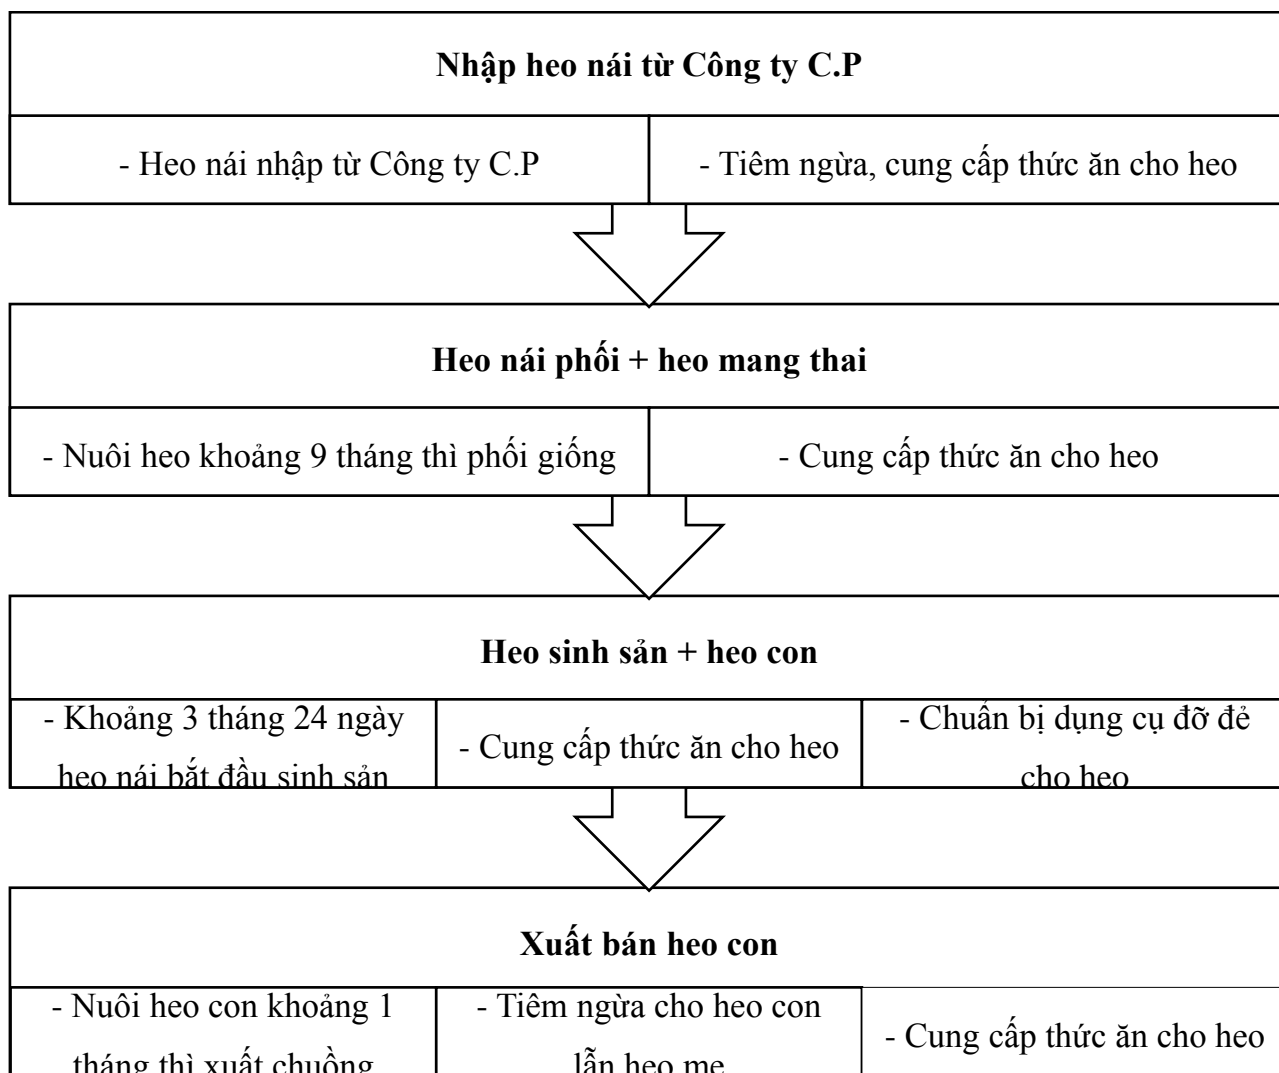 Nhập heo nái từ Công ty C.P
- Heo nái nhập từ Công ty C.P
- Tiêm ngừa, cung cấp thức ăn cho heo
Heo nái phối + heo mang thai
- Nuôi heo khoảng 9 tháng thì phối giống
- Cung cấp thức ăn cho heo
Heo sinh sản + heo con
- Khoảng 3 tháng 24 ngày
heo nái bắt đầu sinh sản
- Cung cấp thức ăn cho heo
- Chuẩn bị dụng cụ đỡ đẻ
cho heo
Xuất bán heo con
- Nuôi heo con khoảng 1
tháng thì xuất chuồng
- Tiêm ngừa cho heo con
lẫn heo mẹ
- Cung cấp thức ăn cho heo